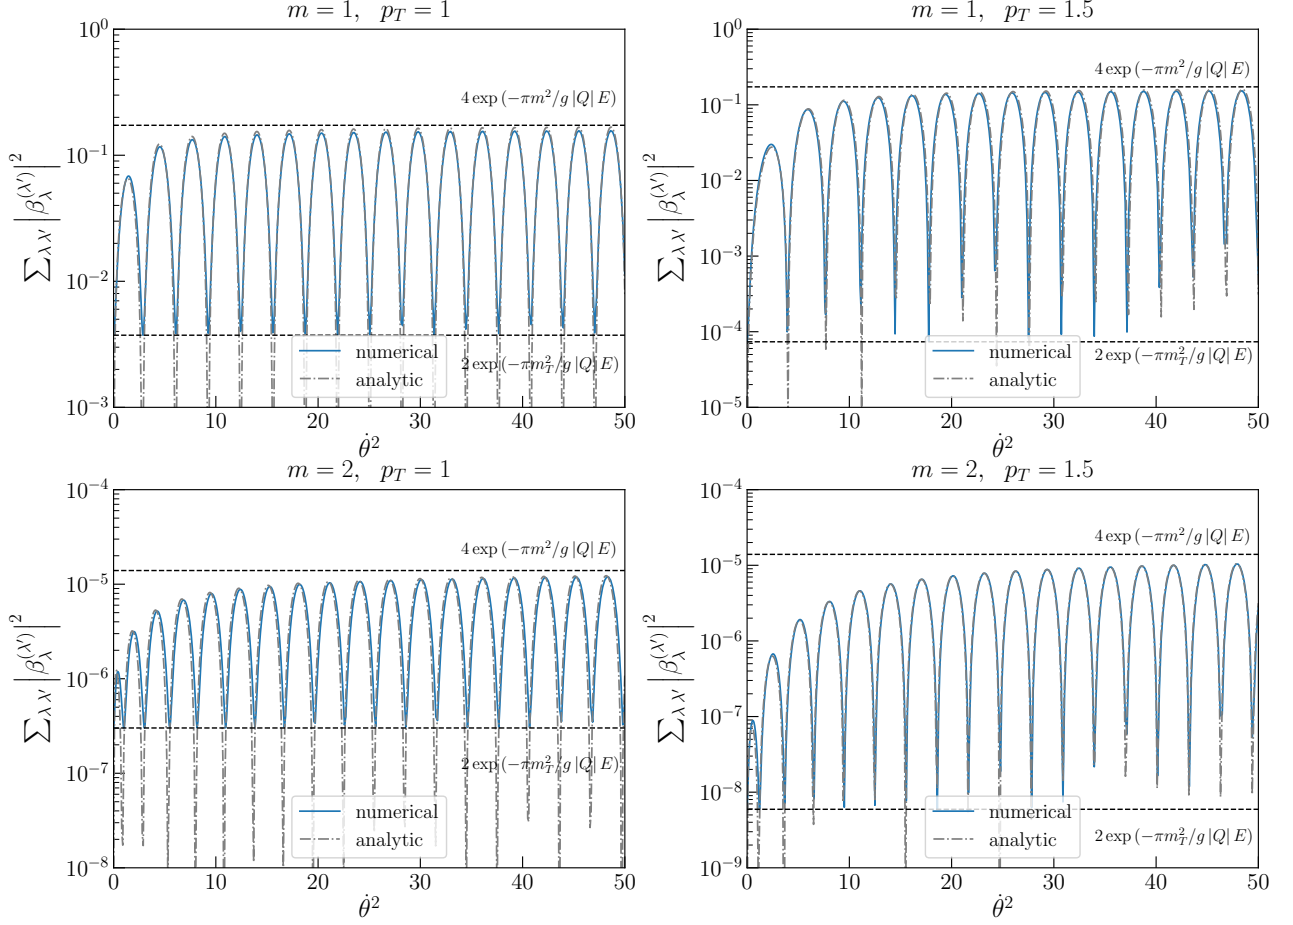 m = 1, p_T = 1
10^0
10^{-1}
10^{-2}
10^{-3}
∑_{λ λ′} |β_λ^{(λ′)}|^2
4 exp (−πm^2/g |Q| E)
2 exp (−πm_T^2/g |Q| E)
numerical
analytic
0 10 20 30 40 50
θ̇^2
m = 1, p_T = 1.5
10^0
10^{-1}
10^{-2}
10^{-3}
10^{-4}
10^{-5}
∑_{λ λ′} |β_λ^{(λ′)}|^2
4 exp (−πm^2/g |Q| E)
2 exp (−πm_T^2/g |Q| E)
numerical
analytic
0 10 20 30 40 50
θ̇^2
m = 2, p_T = 1
10^{-4}
10^{-5}
10^{-6}
10^{-7}
10^{-8}
∑_{λ λ′} |β_λ^{(λ′)}|^2
4 exp (−πm^2/g |Q| E)
2 exp (−πm_T^2/g |Q| E)
numerical
analytic
0 10 20 30 40 50
θ̇^2
m = 2, p_T = 1.5
10^{-4}
10^{-5}
10^{-6}
10^{-7}
10^{-8}
10^{-9}
∑_{λ λ′} |β_λ^{(λ′)}|^2
4 exp (−πm^2/g |Q| E)
2 exp (−πm_T^2/g |Q| E)
numerical
analytic
0 10 20 30 40 50
θ̇^2